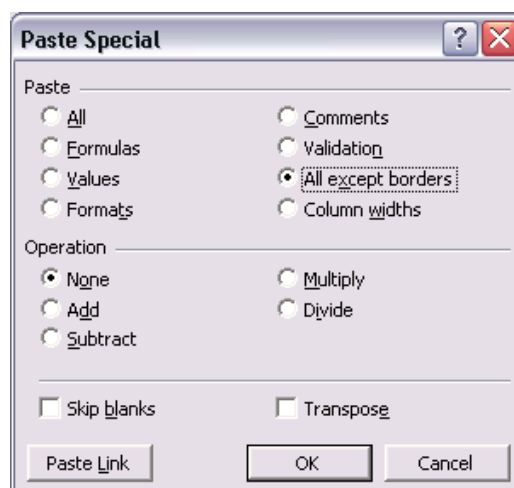 Paste Special
Paste
All Comments
Formulas Validation
Values All except borders
Formats Column widths
Operation
None Multiply
Add Divide
Subtract
Skip blanks Transpose
Paste Link OK Cancel